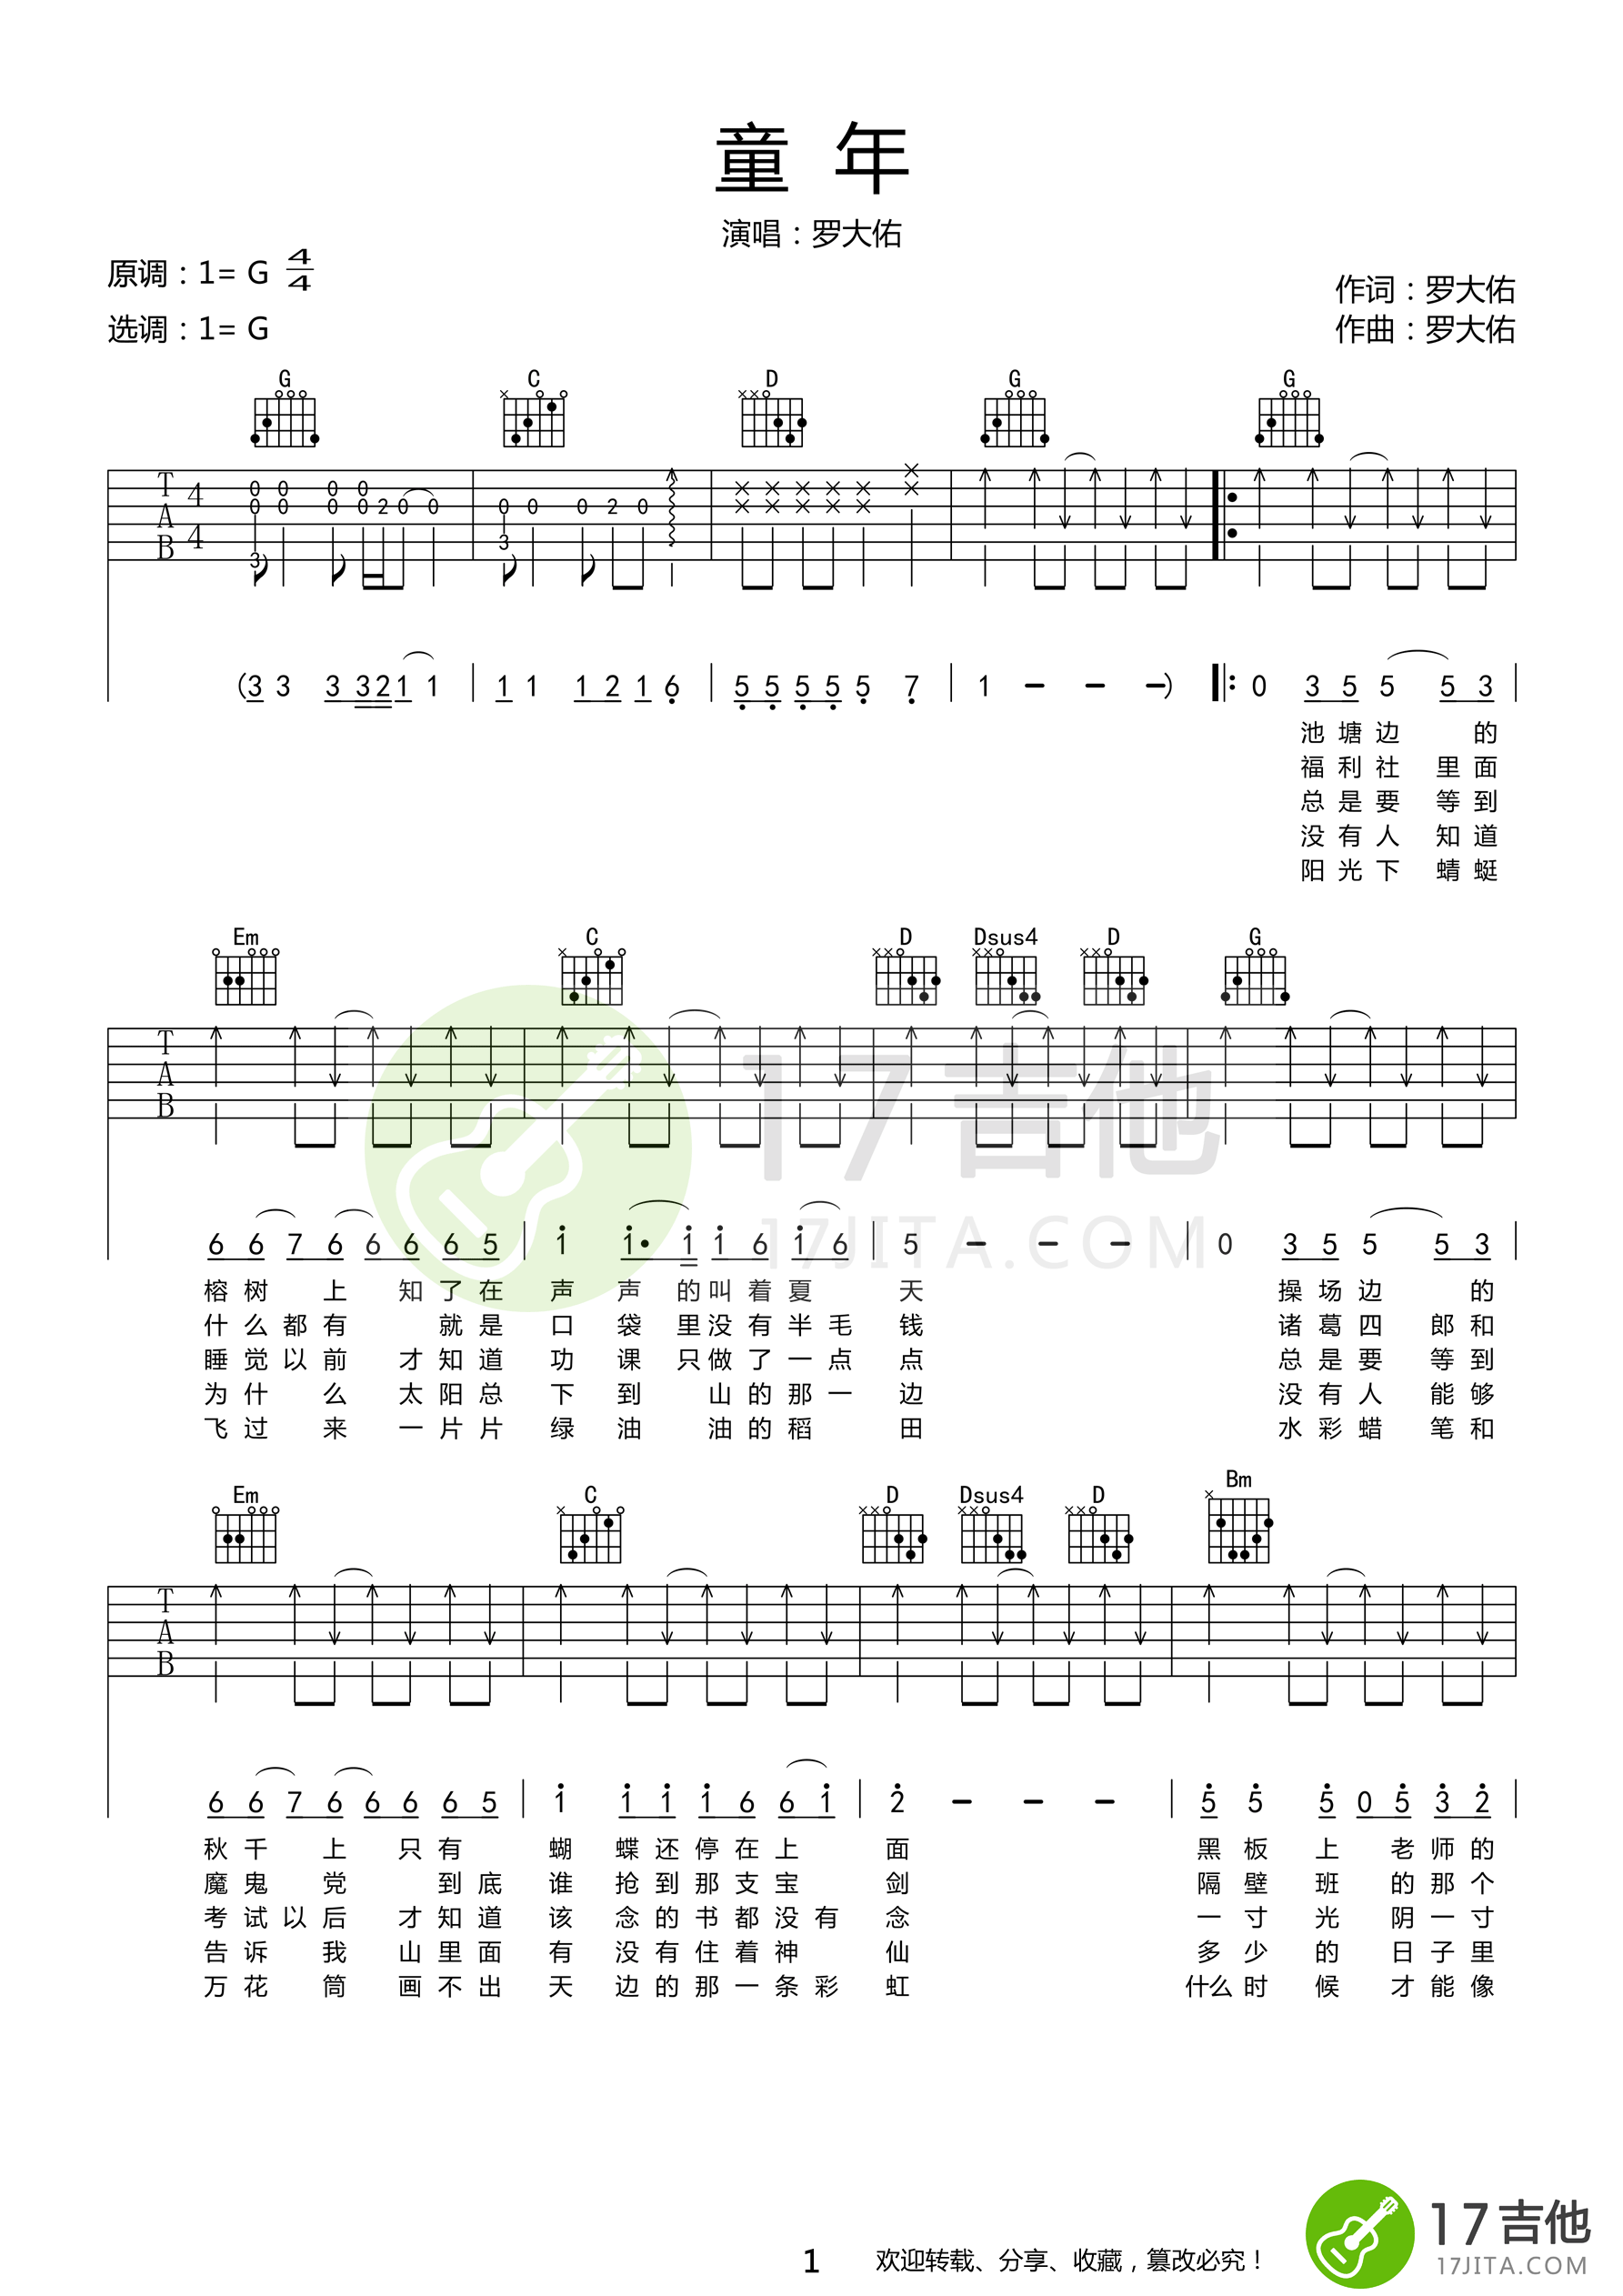 童 年
演唱：罗大佑
原调：1= G 4/4
作词：罗大佑
选调：1= G
作曲：罗大佑
G C D G G
T A B 4 4
0 0 0 0 0 0 0 0 2 0 0 3 0 0 0 2 0 3
(3 3 3 3 2 1 1 | 1 1 1 2 1 6 | 5 5 5 5 5 7 | 1 - - -) ‖: 0 3 5 5 5 3 |
池 塘 边 的
福 利 社 里 面
总 是 要 等 到
没 有 人 知 道
阳 光 下 蜻 蜓
Em C D Dsus4 D G
T A B
6 6 7 6 6 6 6 5 | 1 1· 1 1 6 1 6 | 5 - - - | 0 3 5 5 5 3 |
榕 树 上 知 了 在 声 声 的 叫 着 夏 天 操 场 边 的
什 么 都 有 就 是 口 袋 里 没 有 半 毛 钱 诸 葛 四 郎 和
睡 觉 以 前 才 知 道 功 课 只 做 了 一 点 点 总 是 要 等 到
为 什 么 太 阳 总 下 到 山 的 那 一 边 没 有 人 能 够
飞 过 来 一 片 片 绿 油 油 的 稻 田 水 彩 蜡 笔 和
Em C D Dsus4 D Bm
T A B
6 6 7 6 6 6 6 5 | 1 1 1 1 6 6 1 | 2 - - - | 5 5 5 0 5 3 2 |
秋 千 上 只 有 蝴 蝶 还 停 在 上 面 黑 板 上 老 师 的
魔 鬼 党 到 底 谁 抢 到 那 支 宝 剑 隔 壁 班 的 那 个
考 试 以 后 才 知 道 该 念 的 书 都 没 有 念 一 寸 光 阴 一 寸
告 诉 我 山 里 面 有 没 有 住 着 神 仙 多 少 的 日 子 里
万 花 筒 画 不 出 天 边 的 那 一 条 彩 虹 什么 时 候 才 能 像
17吉他
17JITA.COM
1 欢迎转载、分享、收藏，篡改必究！
17吉他
17JITA.COM